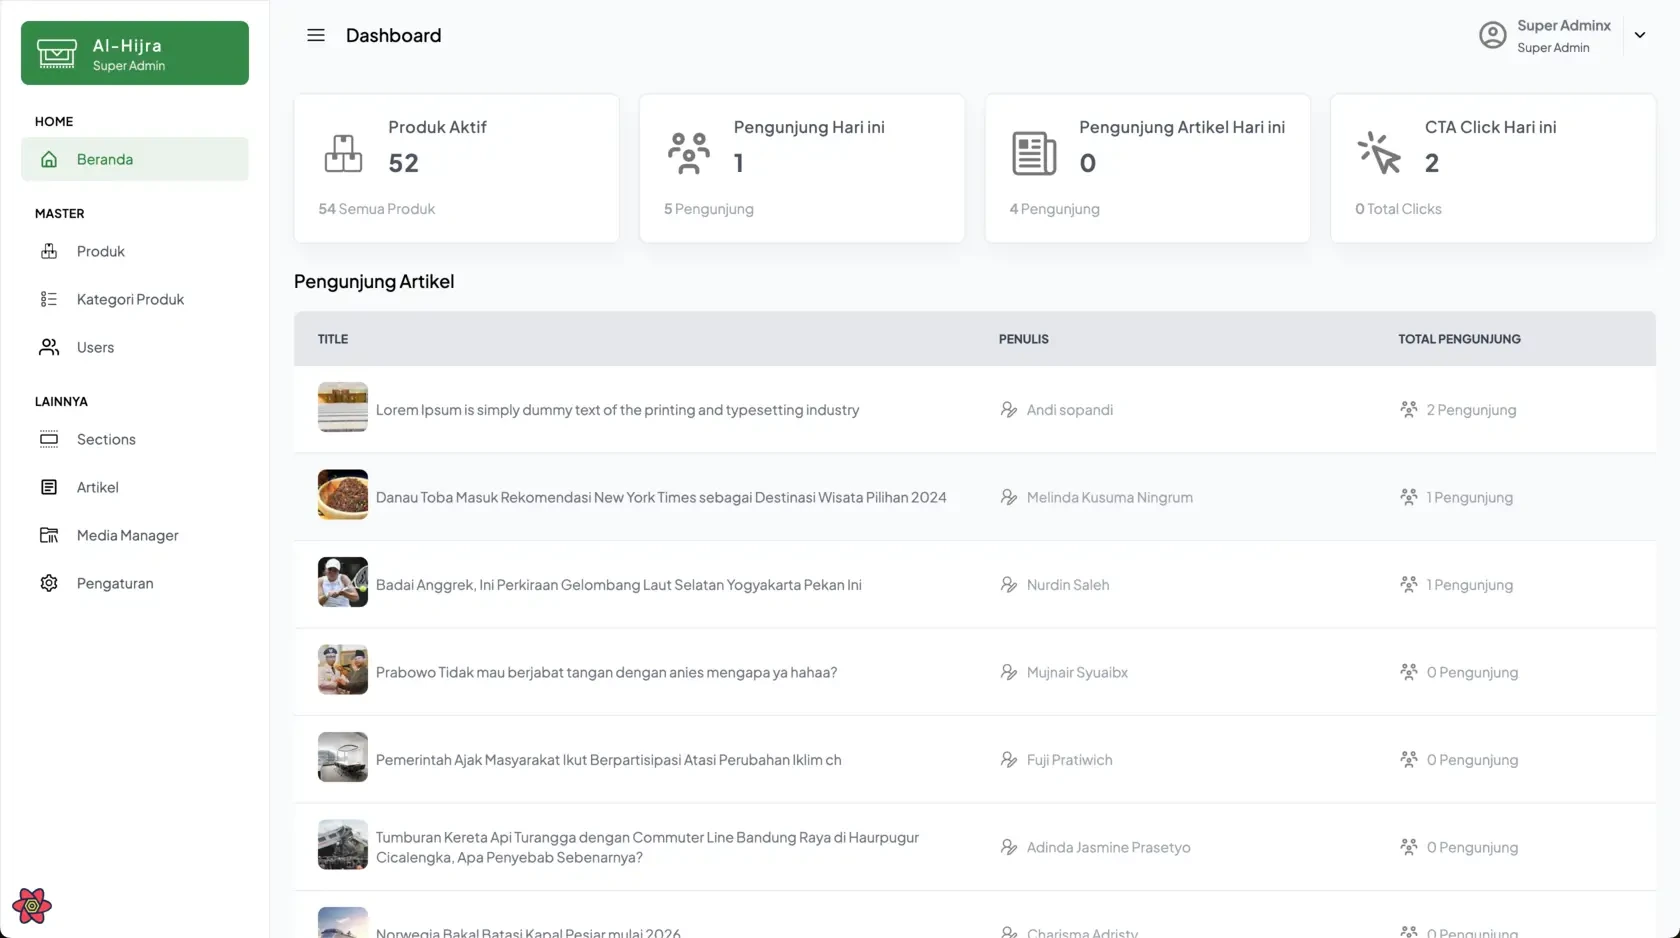 Al-Hijra
Super Admin
HOME
Beranda
MASTER
Produk
Kategori Produk
Users
LAINNYA
Sections
Artikel
Media Manager
Pengaturan
Dashboard
Super Adminx
Super Admin
Produk Aktif
52
54 Semua Produk
Pengunjung Hari ini
1
5 Pengunjung
Pengunjung Artikel Hari ini
0
4 Pengunjung
CTA Click Hari ini
2
0 Total Clicks
Pengunjung Artikel
TITLE PENULIS TOTAL PENGUNJUNG
Lorem Ipsum is simply dummy text of the printing and typesetting industry Andi sopandi 2 Pengunjung
Danau Toba Masuk Rekomendasi New York Times sebagai Destinasi Wisata Pilihan 2024 Melinda Kusuma Ningrum 1 Pengunjung
Badai Anggrek, Ini Perkiraan Gelombang Laut Selatan Yogyakarta Pekan Ini Nurdin Saleh 1 Pengunjung
Prabowo Tidak mau berjabat tangan dengan anies mengapa ya hahaa? Mujnair Syuaibx 0 Pengunjung
Pemerintah Ajak Masyarakat Ikut Berpartisipasi Atasi Perubahan Iklim ch Fuji Pratiwich 0 Pengunjung
Tumburan Kereta Api Turangga dengan Commuter Line Bandung Raya di Haurpugur
Cicalengka, Apa Penyebab Sebenarnya? Adinda Jasmine Prasetyo 0 Pengunjung
Norwegia Bakal Batasi Kapal Pesiar mulai 2026 Charisma Adristy 0 Pengunjung